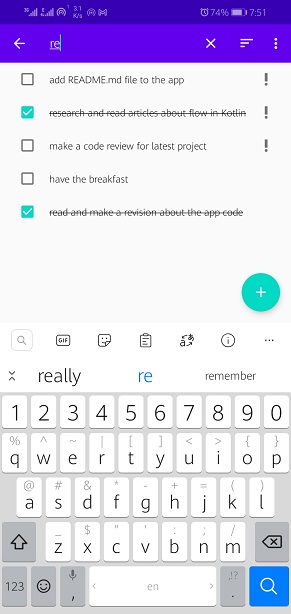 3.1
K/s
74% 7:51
re
add README.md file to the app
research and read articles about flow in Kotlin
make a code review for latest project
have the breakfast
read and make a revision about the app code
GIF
really re remember
1 2 3 4 5 6 7 8 9 0
% ^ ~ | [ ] < > { }
q w e r t y u i o p
@ # & * - + = ( )
a s d f g h j k l
_ $ " ' : ; /
z x c v b n m
123 , en ,!? .